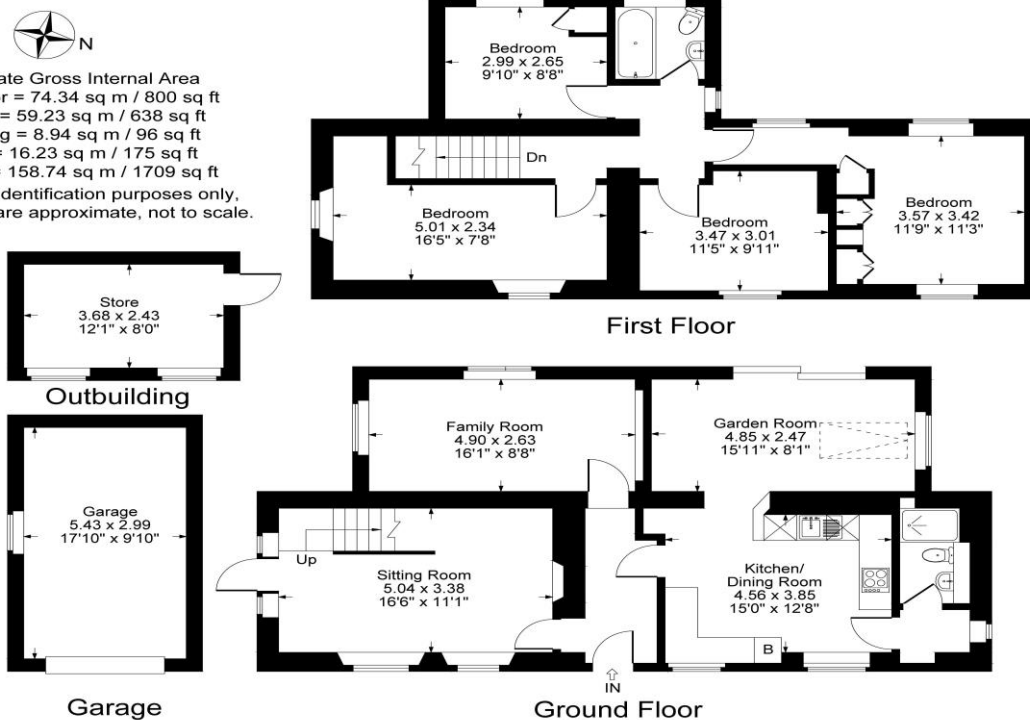 N
ate Gross Internal Area
r = 74.34 sq m / 800 sq ft
= 59.23 sq m / 638 sq ft
g = 8.94 sq m / 96 sq ft
= 16.23 sq m / 175 sq ft
= 158.74 sq m / 1709 sq ft
dentification purposes only,
are approximate, not to scale.
Bedroom
2.99 x 2.65
9'10" x 8'8"
Dn
Bedroom
5.01 x 2.34
16'5" x 7'8"
Bedroom
3.47 x 3.01
11'5" x 9'11"
Bedroom
3.57 x 3.42
11'9" x 11'3"
First Floor
Store
3.68 x 2.43
12'1" x 8'0"
Outbuilding
Garage
5.43 x 2.99
17'10" x 9'10"
Garage
Family Room
4.90 x 2.63
16'1" x 8'8"
Garden Room
4.85 x 2.47
15'11" x 8'1"
Up
Sitting Room
5.04 x 3.38
16'6" x 11'1"
Kitchen/
Dining Room
4.56 x 3.85
15'0" x 12'8"
B
IN
Ground Floor